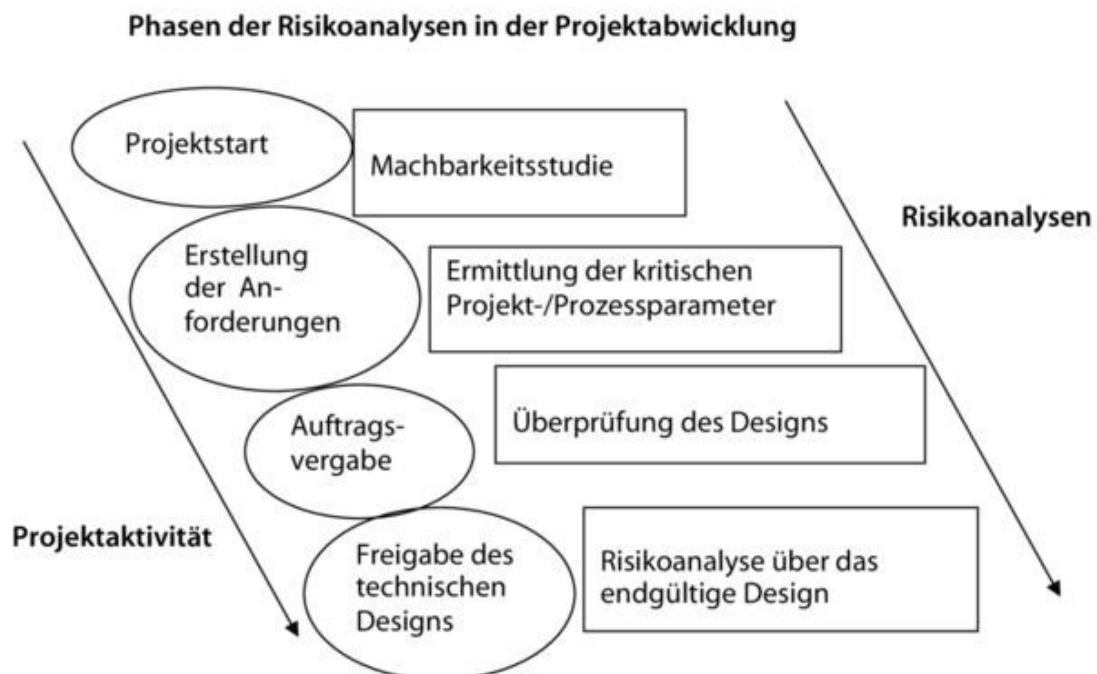 Phasen der Risikoanalysen in der Projektabwicklung
Projektstart
Machbarkeitsstudie
Risikoanalysen
Erstellung
der An-
forderungen
Ermittlung der kritischen
Projekt-/Prozessparameter
Auftrags-
vergabe
Überprüfung des Designs
Projektaktivität
Freigabe des
technischen
Designs
Risikoanalyse über das
endgültige Design